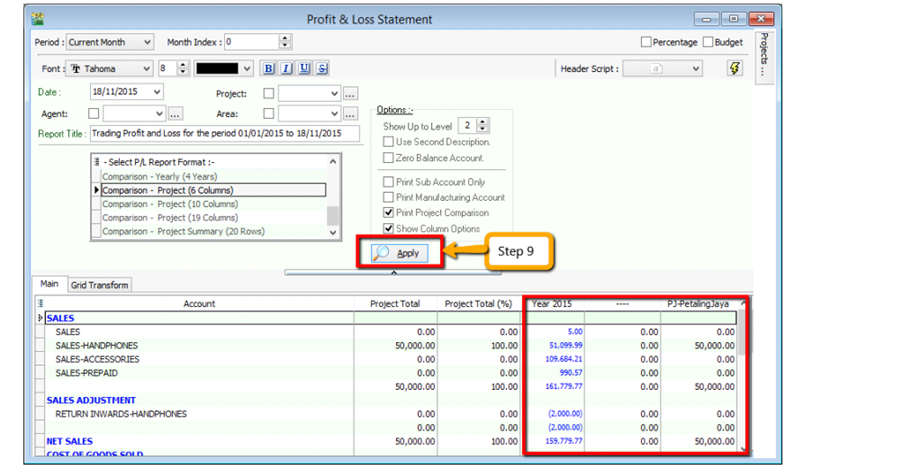 Profit & Loss Statement
Period : Current Month Month Index : 0 Percentage Budget
Projects ...
Font : Tahoma 8 B I U S Header Script :
Date : 18/11/2015 Project: ...
Agent: ... Area: ...
Report Title : Trading Profit and Loss for the period 01/01/2015 to 18/11/2015
- Select P/L Report Format :-
Comparison - Yearly (4 Years)
Comparison - Project (6 Columns)
Comparison - Project (10 Columns)
Comparison - Project (19 Columns)
Comparison - Project Summary (20 Rows)
Options :-
Show Up to Level 2
Use Second Description.
Zero Balance Account.
Print Sub Account Only
Print Manufacturing Account
Print Project Comparison
Show Column Options
Apply
Step 9
Main Grid Transform
Account Project Total Project Total (%) Year 2015 ---- PJ-PetalingJaya
SALES
SALES 0.00 0.00 5.00 0.00 0.00
SALES-HANDPHONES 50,000.00 100.00 51,099.99 0.00 50,000.00
SALES-ACCESSORIES 0.00 0.00 109,684.21 0.00 0.00
SALES-PREPAID 0.00 0.00 990.57 0.00 0.00
50,000.00 100.00 161,779.77 0.00 50,000.00
SALES ADJUSTMENT
RETURN INWARDS-HANDPHONES 0.00 0.00 (2,000.00) 0.00 0.00
0.00 0.00 (2,000.00) 0.00 0.00
NET SALES 50,000.00 100.00 159,779.77 0.00 50,000.00
COST OF GOODS SOLD